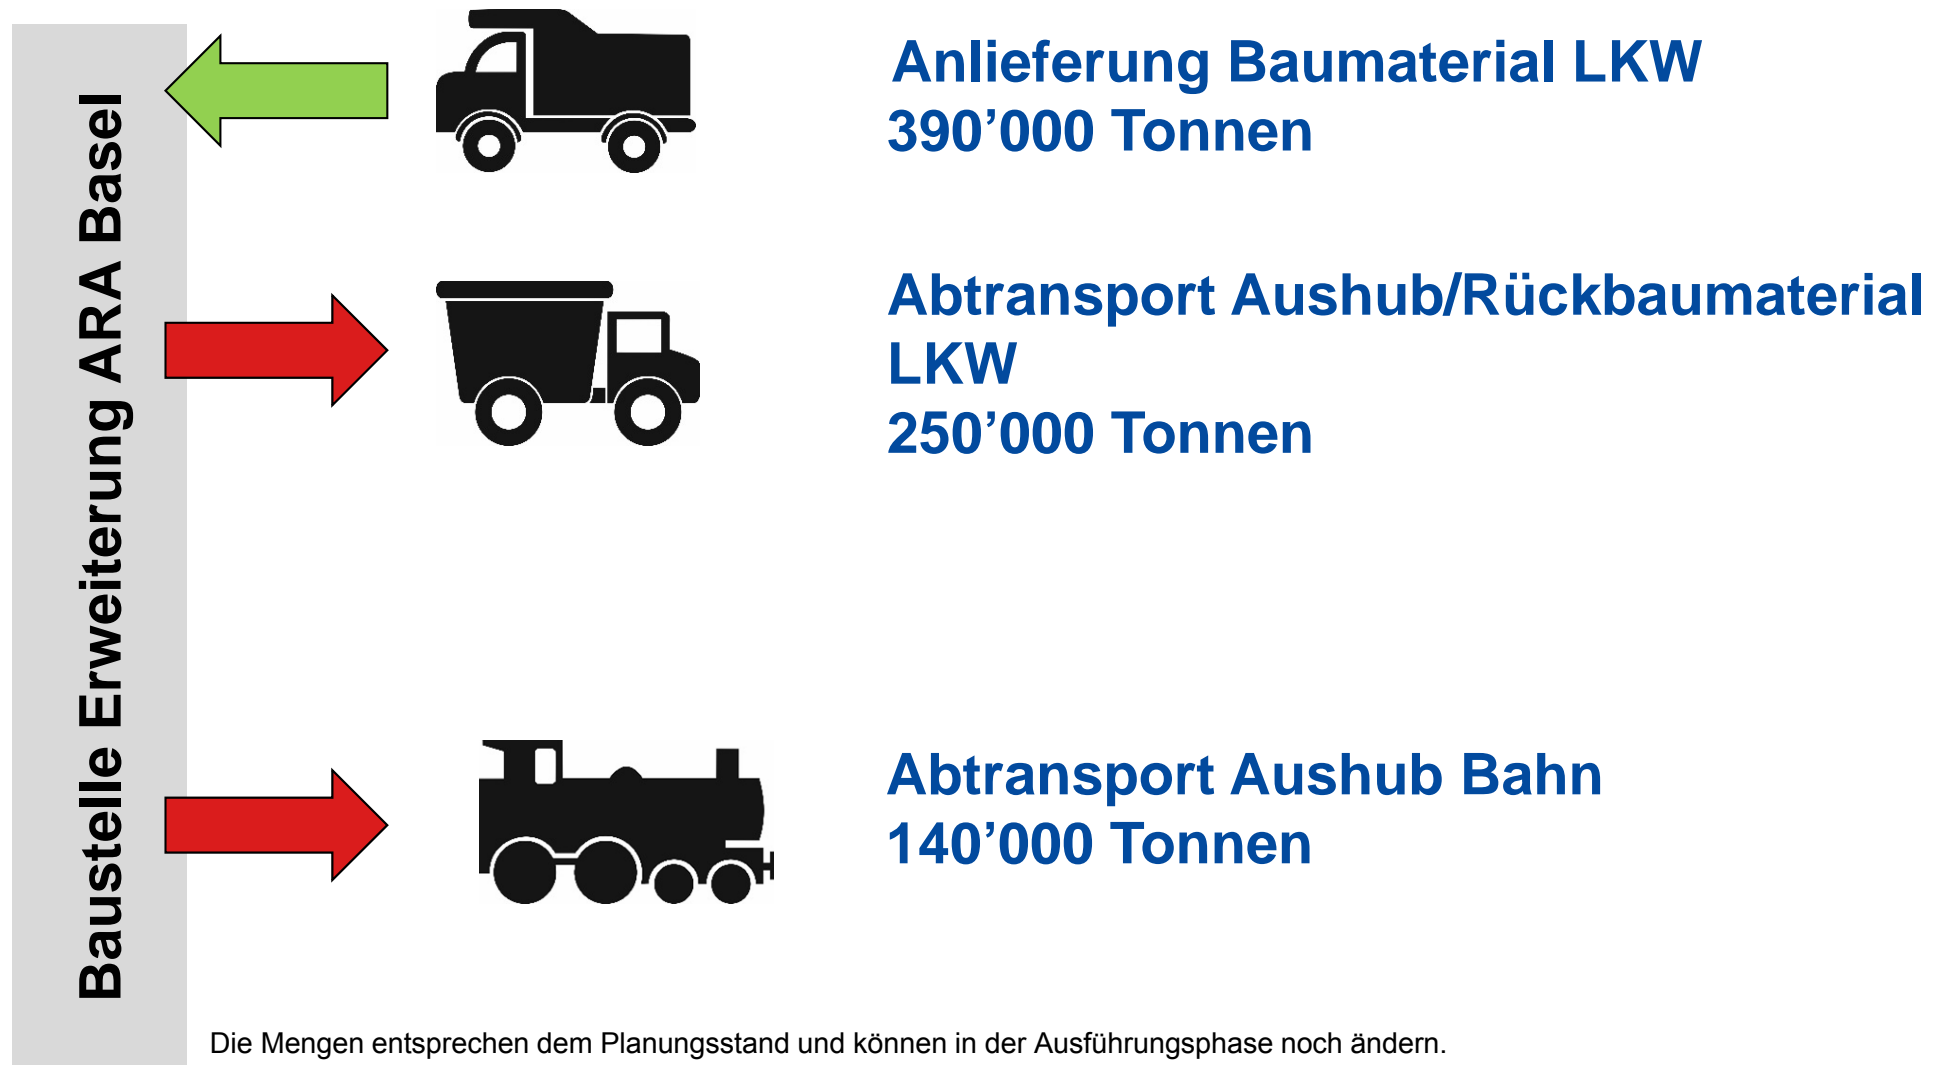 Baustelle Erweiterung ARA Basel
Anlieferung Baumaterial LKW
390’000 Tonnen
Abtransport Aushub/Rückbaumaterial
LKW
250’000 Tonnen
Abtransport Aushub Bahn
140’000 Tonnen
Die Mengen entsprechen dem Planungsstand und können in der Ausführungsphase noch ändern.